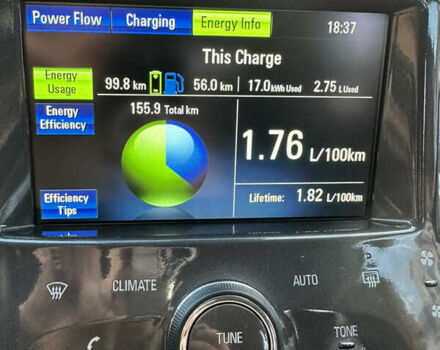 Power Flow Charging Energy Info 18:37
This Charge
Energy Usage
99.8 km 56.0 km 17.0 kWh Used 2.75 L Used
Energy Efficiency
155.9 Total km
1.76 L/100km
Efficiency Tips
Lifetime: 1.82 L/100km
CLIMATE AUTO
TUNE TONE